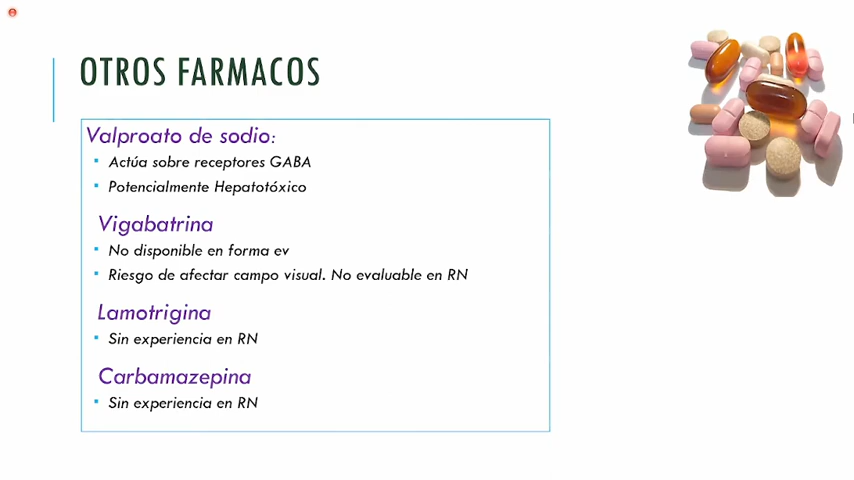 OTROS FARMACOS
Valproato de sodio:
▪ Actúa sobre receptores GABA
▪ Potencialmente Hepatotóxico
Vigabatrina
▪ No disponible en forma ev
▪ Riesgo de afectar campo visual. No evaluable en RN
Lamotrigina
▪ Sin experiencia en RN
Carbamazepina
▪ Sin experiencia en RN